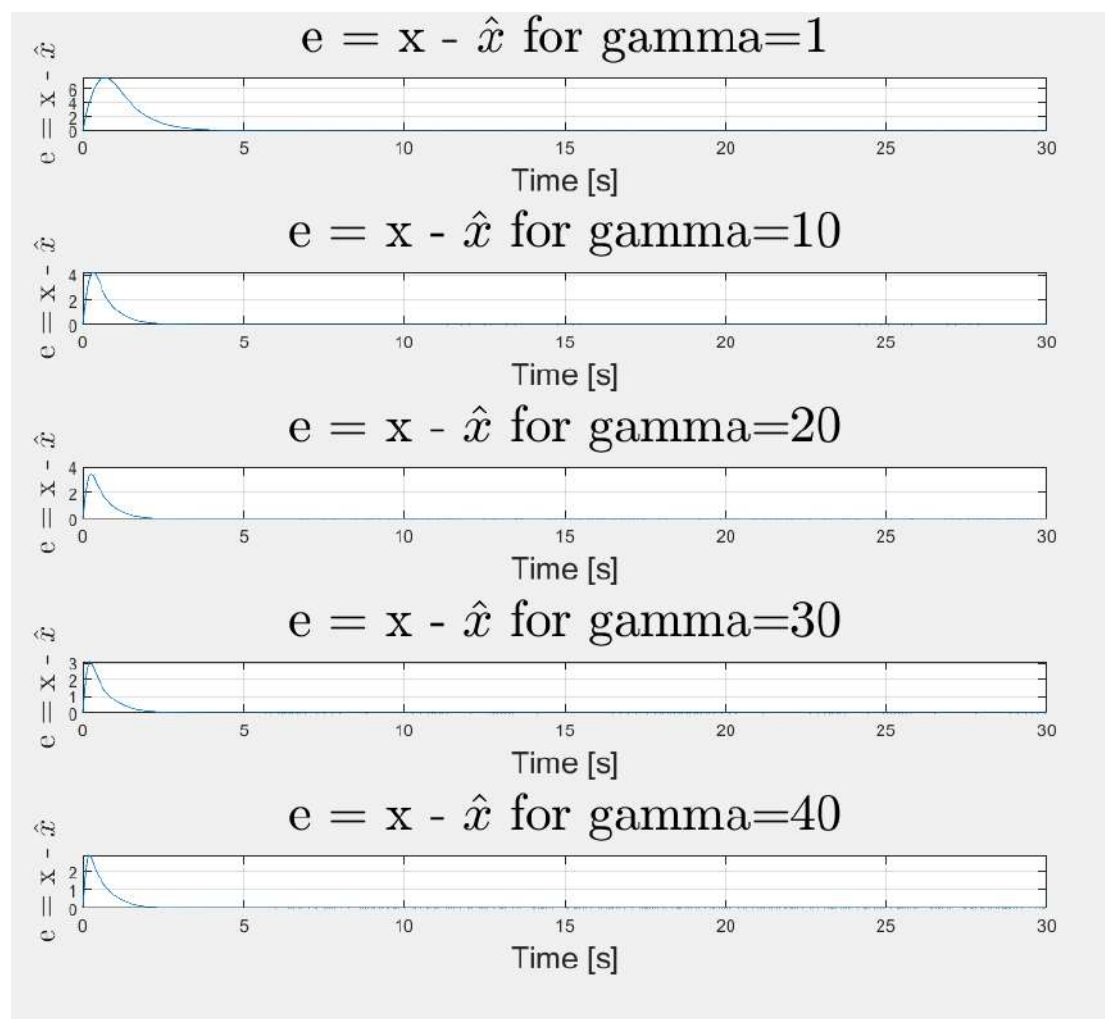 e = x - x̂ for gamma=1
e = x - x̂
6
4
2
0
0 5 10 15 20 25 30
Time [s]
e = x - x̂ for gamma=10
e = x - x̂
4
2
0
0 5 10 15 20 25 30
Time [s]
e = x - x̂ for gamma=20
e = x - x̂
4
2
0
0 5 10 15 20 25 30
Time [s]
e = x - x̂ for gamma=30
e = x - x̂
3
2
1
0
0 5 10 15 20 25 30
Time [s]
e = x - x̂ for gamma=40
e = x - x̂
2
1
0
0 5 10 15 20 25 30
Time [s]